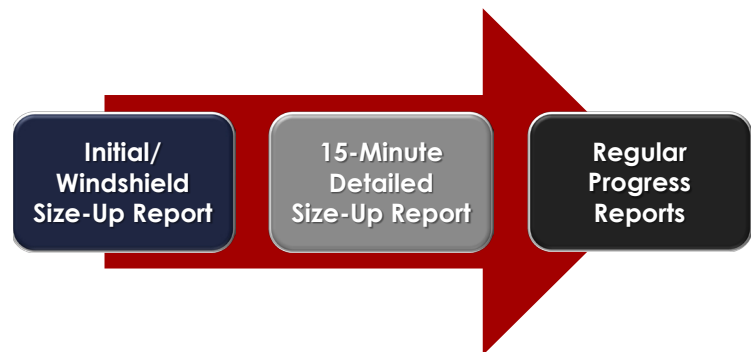 Initial/
Windshield
Size-Up Report
15-Minute
Detailed
Size-Up Report
Regular
Progress
Reports